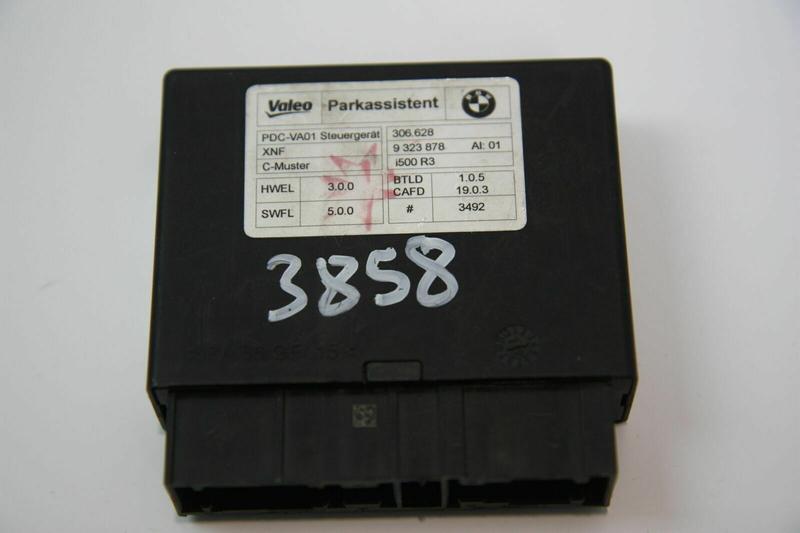 Valeo Parkassistent BMW
PDC-VA01 Steuergerät 306.628
XNF 9 323 878 AI: 01
C-Muster i500 R3
HWEL 3.0.0 BTLD 1.0.5
CAFD 19.0.3
SWFL 5.0.0 # 3492
3858